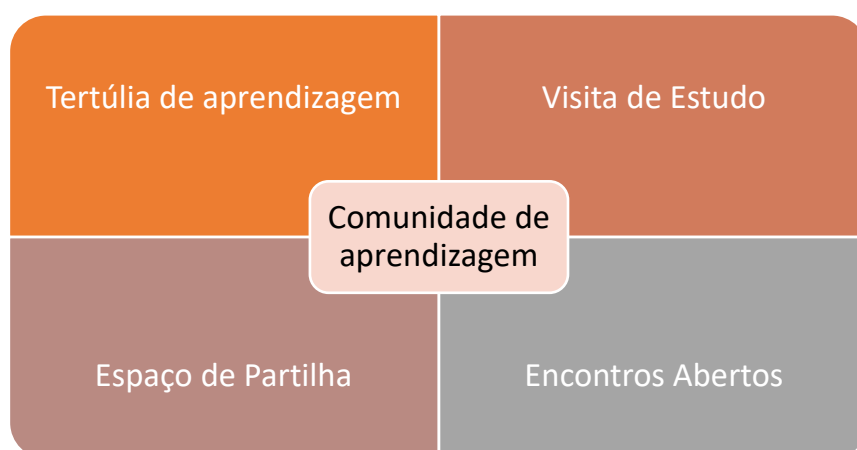 Tertúlia de aprendizagem
Visita de Estudo
Comunidade de
aprendizagem
Espaço de Partilha
Encontros Abertos